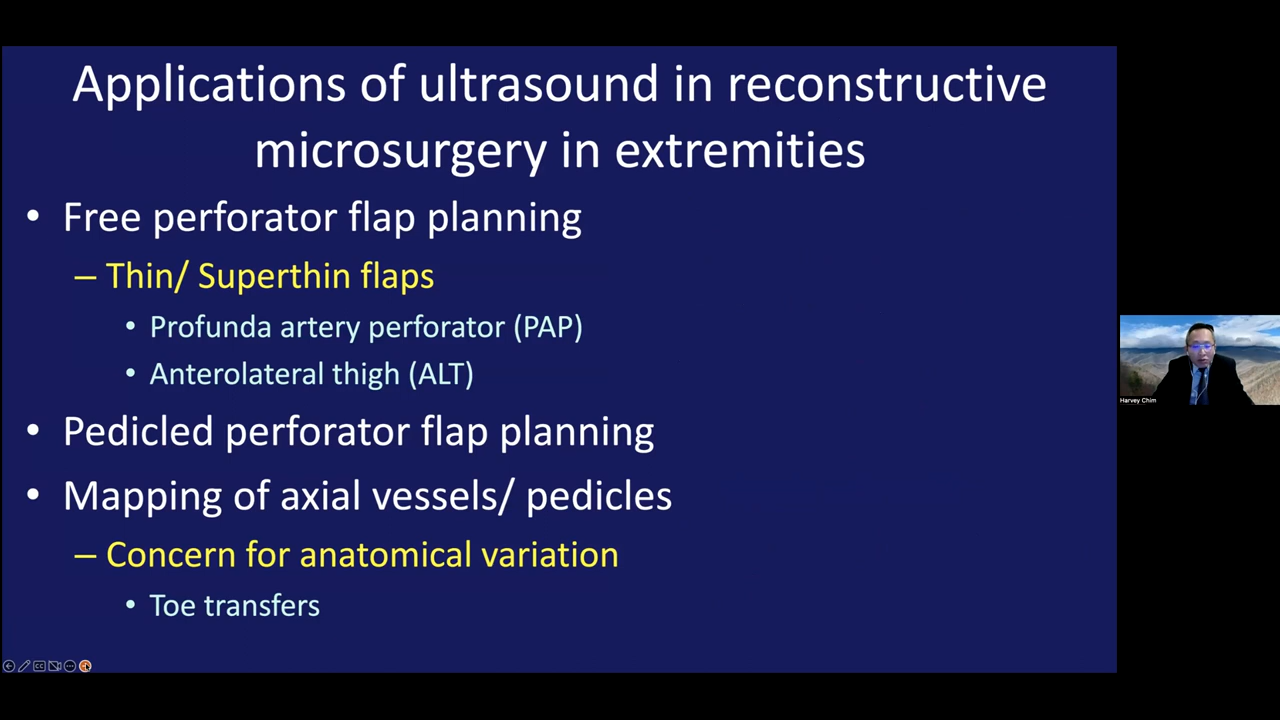 Applications of ultrasound in reconstructive
microsurgery in extremities
• Free perforator flap planning
– Thin/ Superthin flaps
• Profunda artery perforator (PAP)
• Anterolateral thigh (ALT)
• Pedicled perforator flap planning
• Mapping of axial vessels/ pedicles
– Concern for anatomical variation
• Toe transfers
Harvey Chim